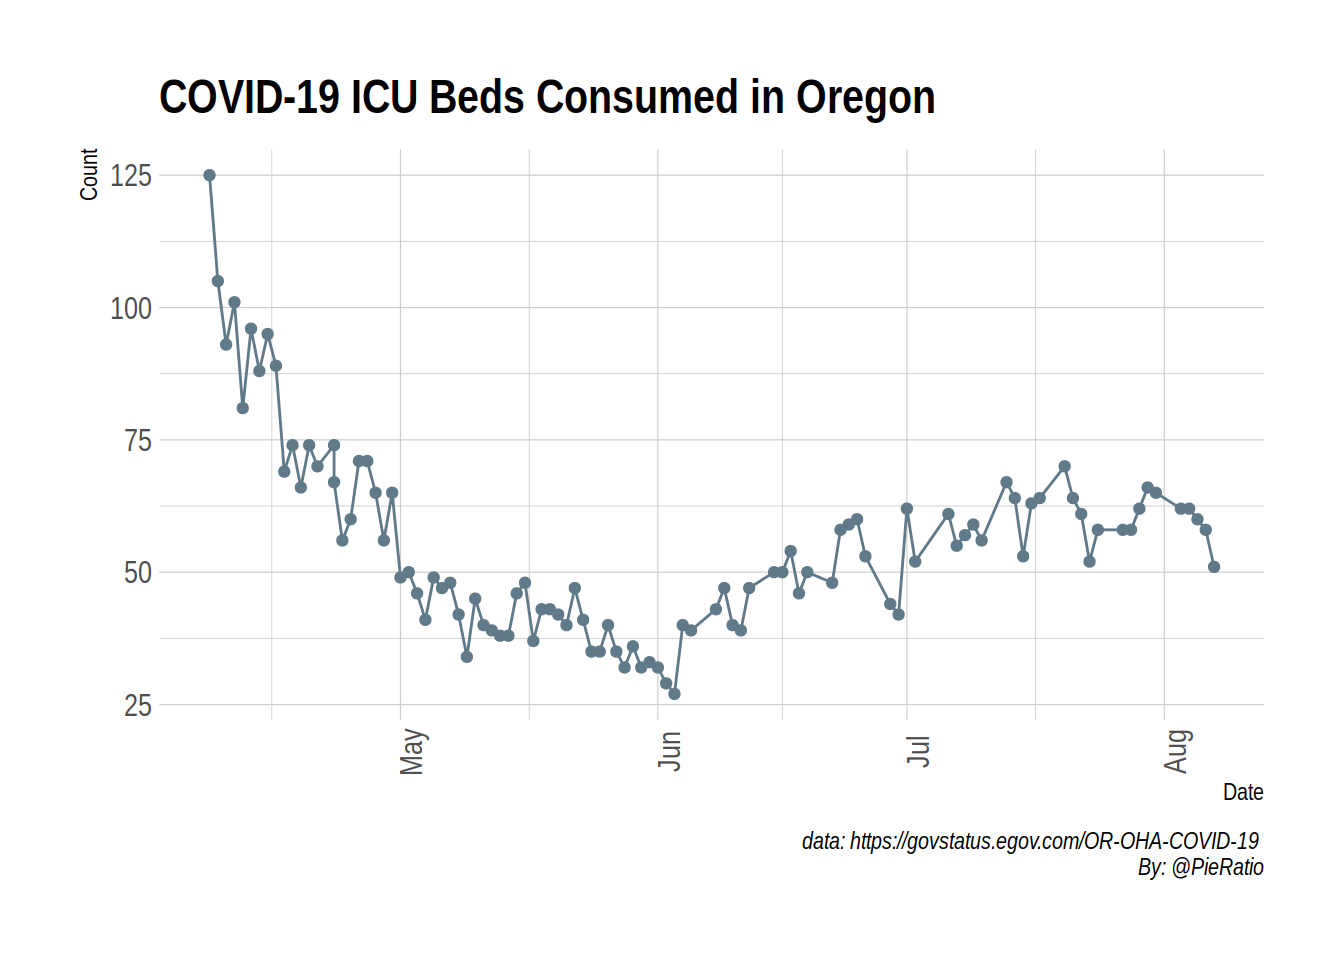 COVID-19 ICU Beds Consumed in Oregon
Count
125
100
75
50
25
May
Jun
Jul
Aug
Date
data: https://govstatus.egov.com/OR-OHA-COVID-19
By: @PieRatio